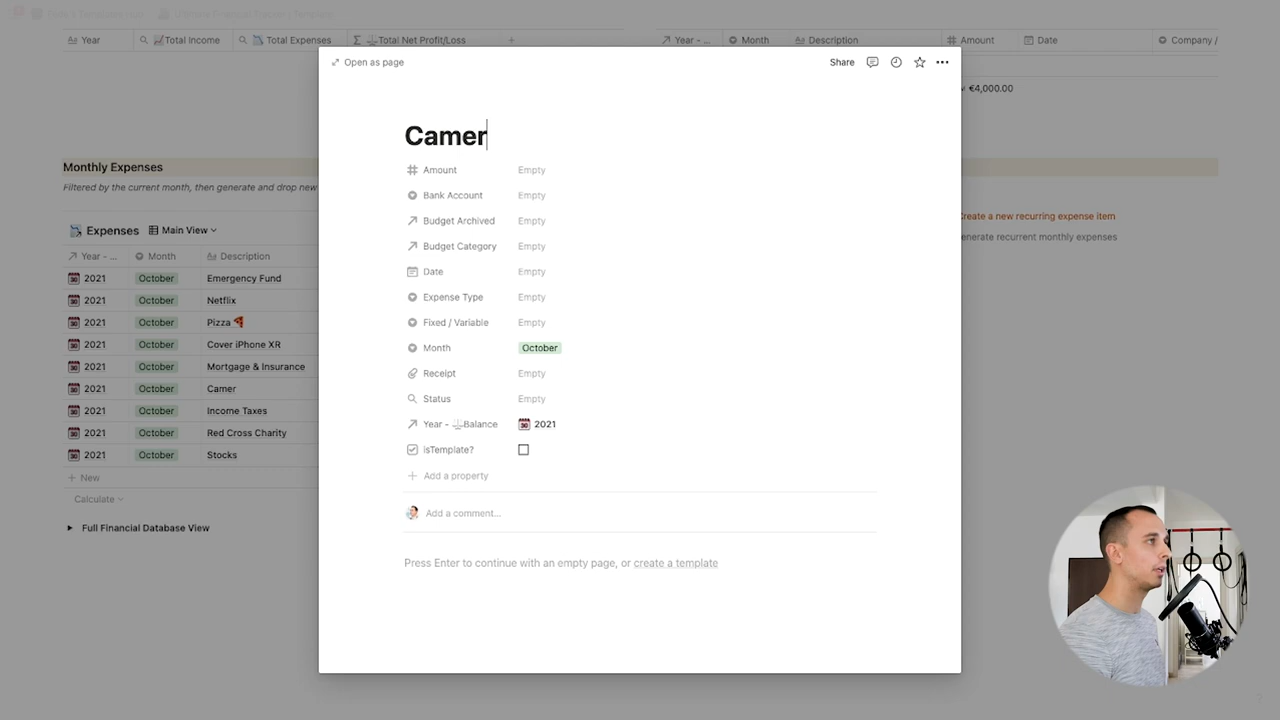 Year
Total Income
Total Expenses
Total Net Profit/Loss
Year - ...
Month
Description
Amount
Date
Company /
Open as page
Share
€4,000.00
Camer
Monthly Expenses
Filtered by the current month, then generate and drop new
Amount Empty
Bank Account Empty
Budget Archived Empty
Budget Category Empty
Date Empty
Expense Type Empty
Fixed / Variable Empty
Month October
Receipt Empty
Status Empty
Year - Balance 2021
isTemplate?
Add a property
Add a comment...
Press Enter to continue with an empty page, or create a template
Create a new recurring expense item
enerate recurrent monthly expenses
Expenses Main View
Year - ... Month Description
2021 October Emergency Fund
2021 October Netflix
2021 October Pizza
2021 October Cover iPhone XR
2021 October Mortgage & Insurance
2021 October Camer
2021 October Income Taxes
2021 October Red Cross Charity
2021 October Stocks
New
Calculate
Full Financial Database View